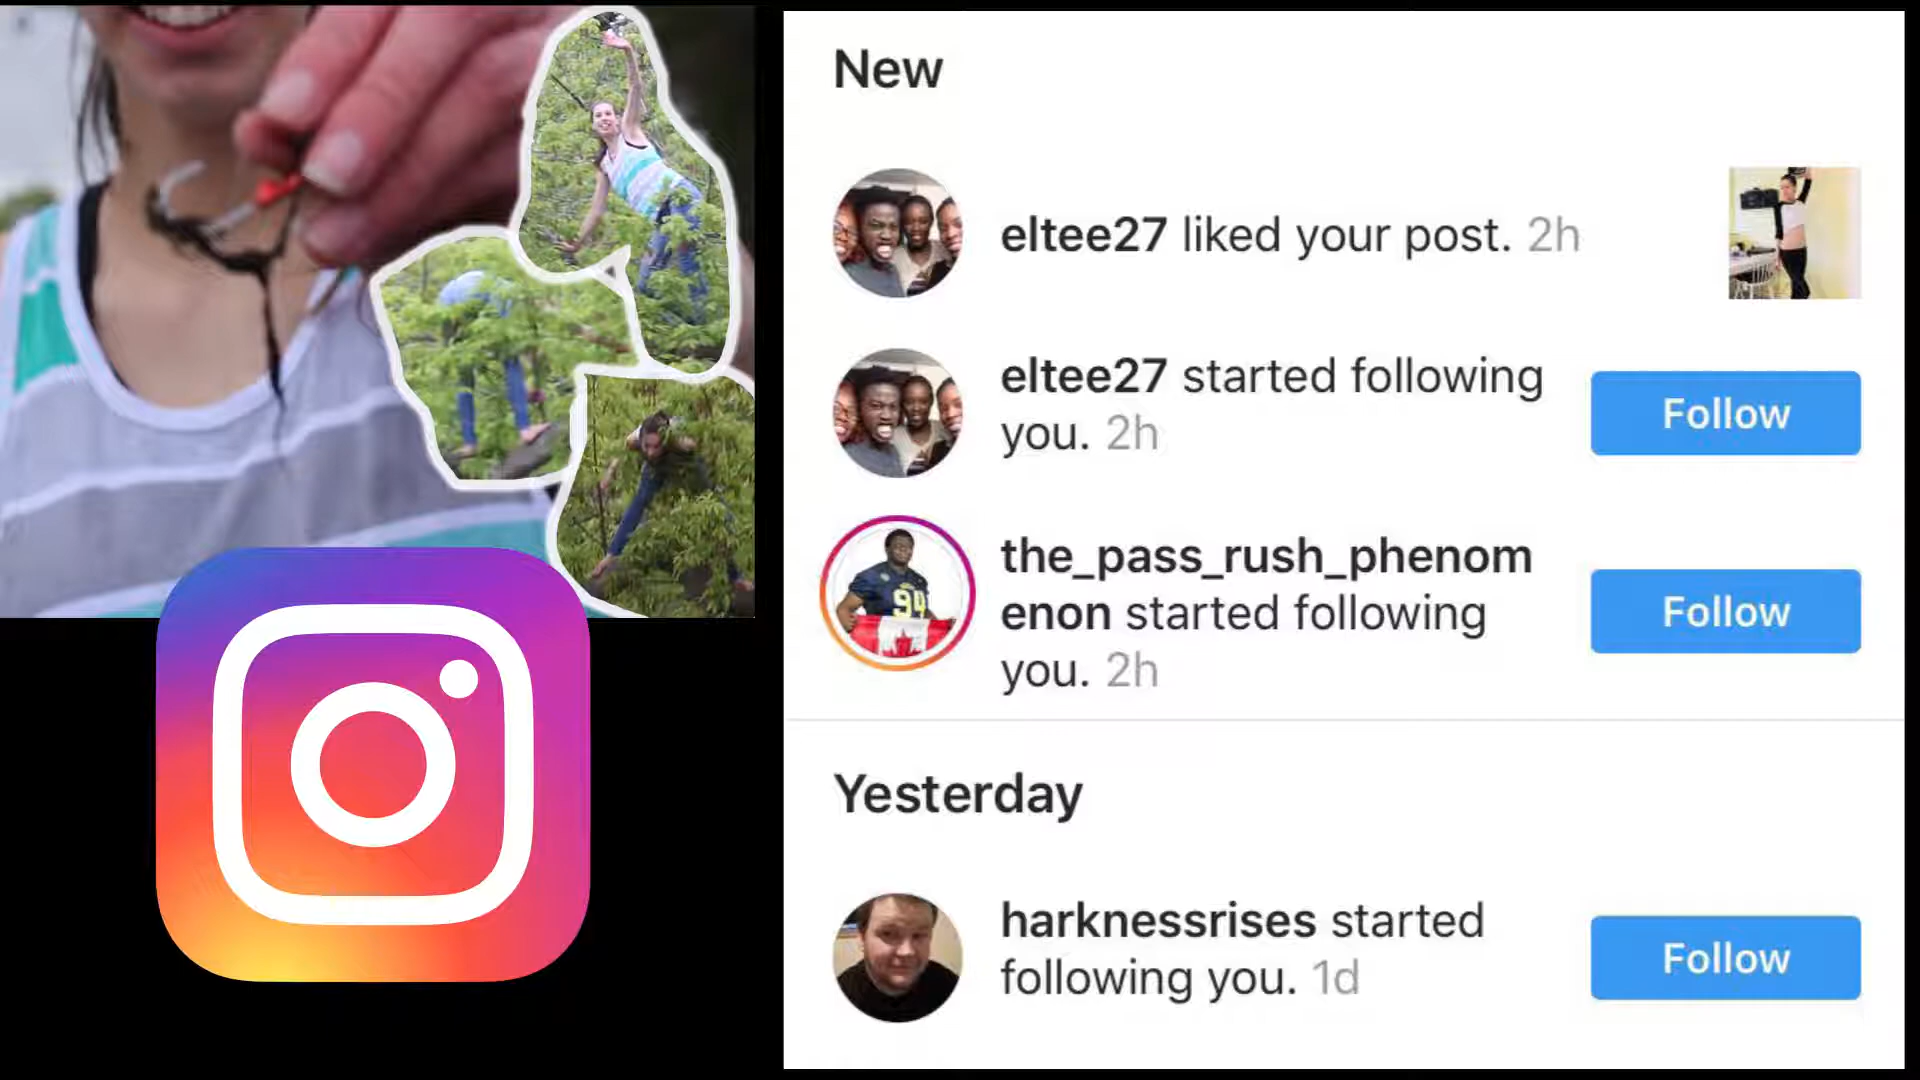 New
eltee27 liked your post. 2h
eltee27 started following
you. 2h
Follow
the_pass_rush_phenom
enon started following
you. 2h
Follow
Yesterday
harknessrises started
following you. 1d
Follow
94